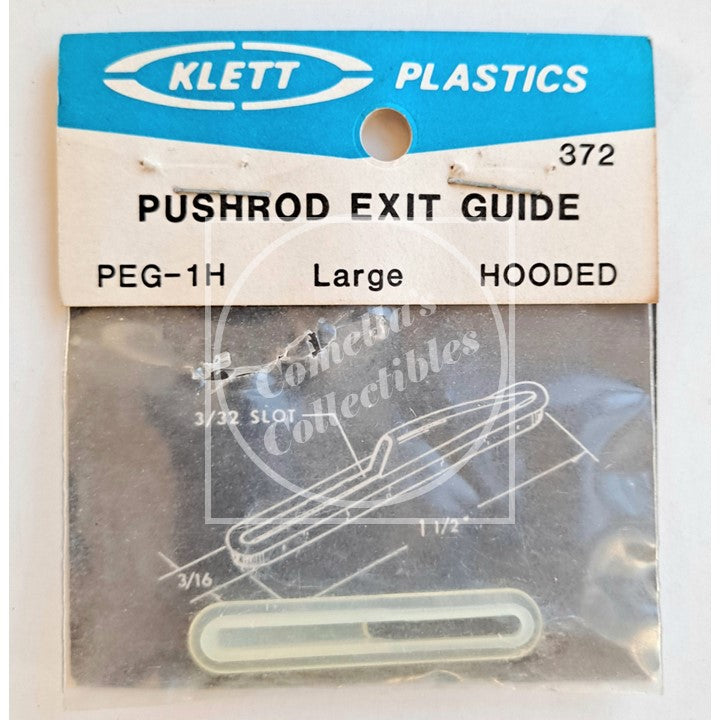 KLETT PLASTICS
372
PUSHROD EXIT GUIDE
PEG-1H Large HOODED
Comella's
Collectibles
3/32 SLOT
1 1/2"
3/16